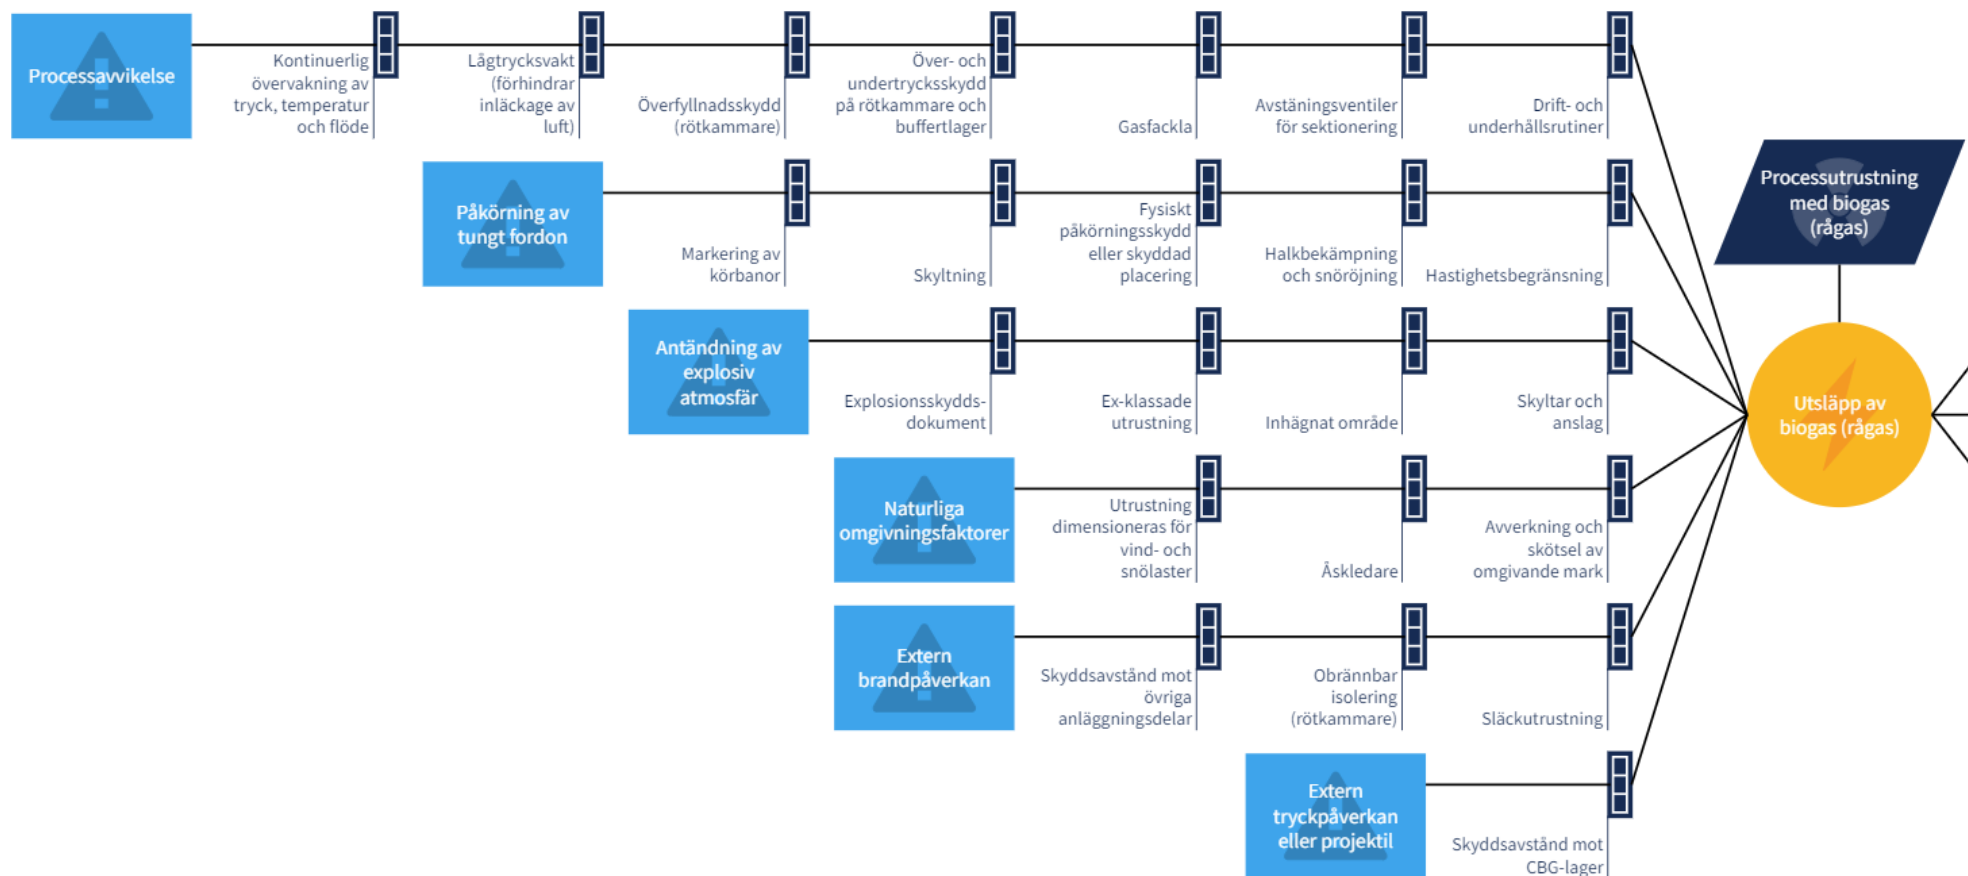 Processavvikelse
Kontinuerlig
övervakning av
tryck, temperatur
och flöde
Lågtrycksvakt
(förhindrar
inläckage av
luft)
Överfyllnadsskydd
(rötkammare)
Över- och
undertrycksskydd
på rötkammare och
buffertlager
Gasfackla
Avstäningsventiler
för sektionering
Drift- och
underhållsrutiner
Påkörning av
tungt fordon
Markering av
körbanor
Skyltning
Fysiskt
påkörningsskydd
eller skyddad
placering
Halkbekämpning
och snöröjning
Hastighetsbegränsning
Processutrustning
med biogas
(rågas)
Antändning av
explosiv
atmosfär
Explosionsskydds-
dokument
Ex-klassade
utrustning
Inhägnat område
Skyltar och
anslag
Utsläpp av
biogas (rågas)
Naturliga
omgivningsfaktorer
Utrustning
dimensioneras för
vind- och
snölaster
Åskledare
Avverkning och
skötsel av
omgivande mark
Extern
brandpåverkan
Skyddsavstånd mot
övriga
anläggningsdelar
Obrännbar
isolering
(rötkammare)
Släckutrustning
Extern
tryckpåverkan
eller projektil
Skyddsavstånd mot
CBG-lager